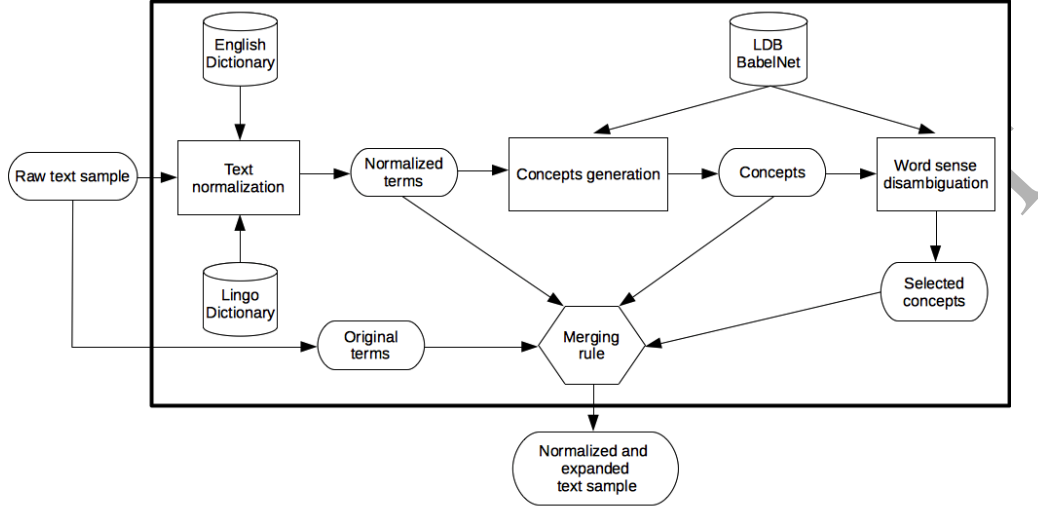 English
Dictionary
LDB
BabelNet
Raw text sample
Text
normalization
Normalized
terms
Concepts generation
Concepts
Word sense
disambiguation
Lingo
Dictionary
Selected
concepts
Original
terms
Merging
rule
Normalized and
expanded
text sample